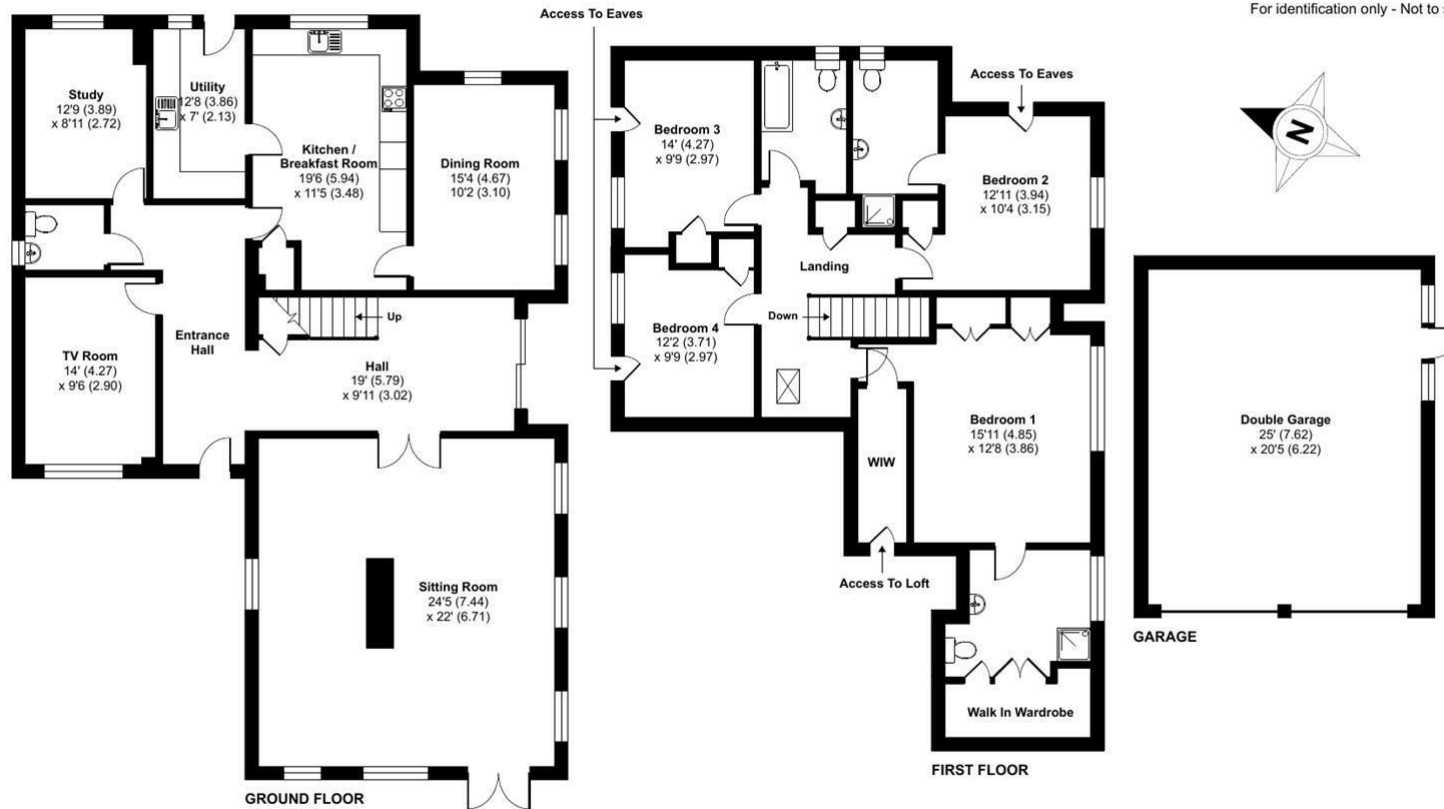 For identification only - Not to
Access To Eaves
Study
12'9 (3.89)
x 8'11 (2.72)
Utility
12'8 (3.86)
x 7' (2.13)
Kitchen /
Breakfast Room
19'6 (5.94)
x 11'5 (3.48)
Dining Room
15'4 (4.67)
10'2 (3.10)
TV Room
14' (4.27)
x 9'6 (2.90)
Entrance
Hall
Up
Hall
19' (5.79)
x 9'11 (3.02)
Sitting Room
24'5 (7.44)
x 22' (6.71)
GROUND FLOOR
Bedroom 3
14' (4.27)
x 9'9 (2.97)
Access To Eaves
Bedroom 2
12'11 (3.94)
x 10'4 (3.15)
Landing
Down
Bedroom 4
12'2 (3.71)
x 9'9 (2.97)
Bedroom 1
15'11 (4.85)
x 12'8 (3.86)
WIW
Access To Loft
Walk In Wardrobe
FIRST FLOOR
N
Double Garage
25' (7.62)
x 20'5 (6.22)
GARAGE